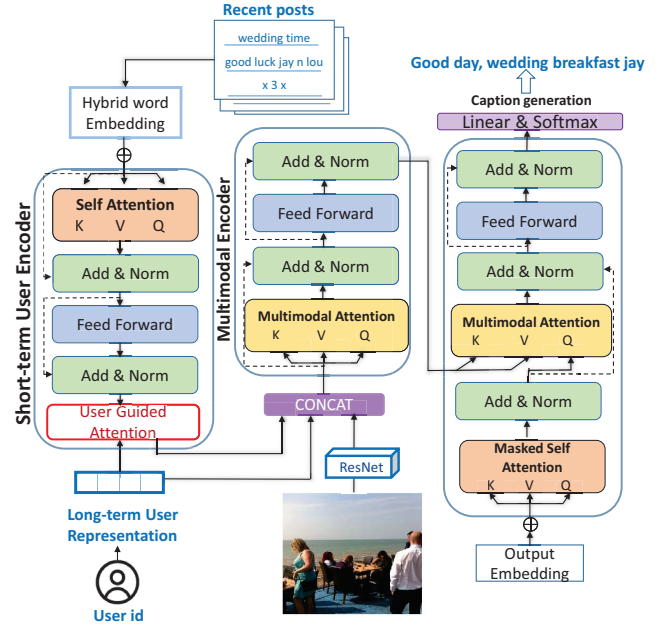 Recent posts
wedding time
good luck jay n lou
x 3 x
Hybrid word
Embedding
Short-term User Encoder
Self Attention
K V Q
Add & Norm
Feed Forward
Add & Norm
User Guided
Attention
Long-term User
Representation
User id
Multimodal Encoder
Add & Norm
Feed Forward
Add & Norm
Multimodal Attention
K V Q
CONCAT
ResNet
Good day, wedding breakfast jay
Caption generation
Linear & Softmax
Add & Norm
Feed Forward
Add & Norm
Multimodal Attention
K V Q
Add & Norm
Masked Self
Attention
K V Q
Output
Embedding